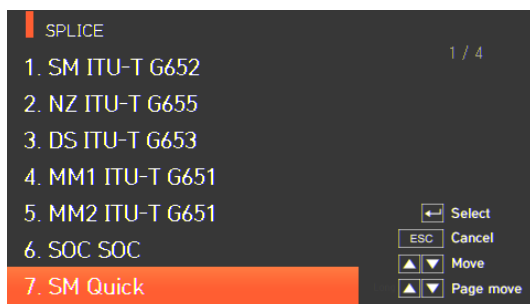 SPLICE
1 / 4
1. SM ITU-T G652
2. NZ ITU-T G655
3. DS ITU-T G653
4. MM1 ITU-T G651
5. MM2 ITU-T G651
6. SOC SOC
7. SM Quick
Select
ESC Cancel
Move
Page move